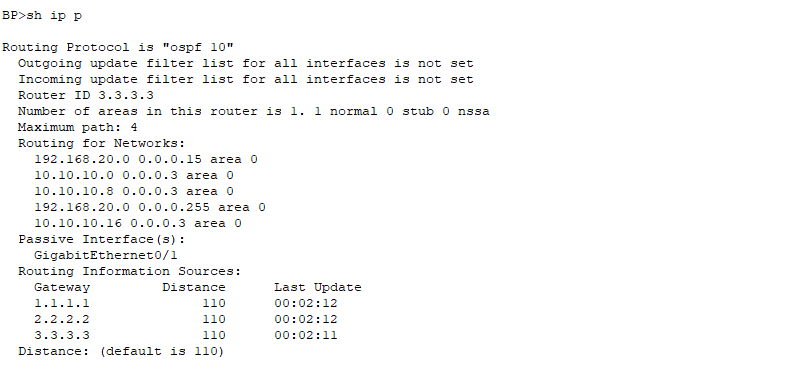 BP>sh ip p
Routing Protocol is "ospf 10"
  Outgoing update filter list for all interfaces is not set
  Incoming update filter list for all interfaces is not set
  Router ID 3.3.3.3
  Number of areas in this router is 1. 1 normal 0 stub 0 nssa
  Maximum path: 4
  Routing for Networks:
    192.168.20.0 0.0.0.15 area 0
    10.10.10.0 0.0.0.3 area 0
    10.10.10.8 0.0.0.3 area 0
    192.168.20.0 0.0.0.255 area 0
    10.10.10.16 0.0.0.3 area 0
  Passive Interface(s):
    GigabitEthernet0/1
  Routing Information Sources:
    Gateway         Distance      Last Update
    1.1.1.1              110      00:02:12
    2.2.2.2              110      00:02:12
    3.3.3.3              110      00:02:11
  Distance: (default is 110)